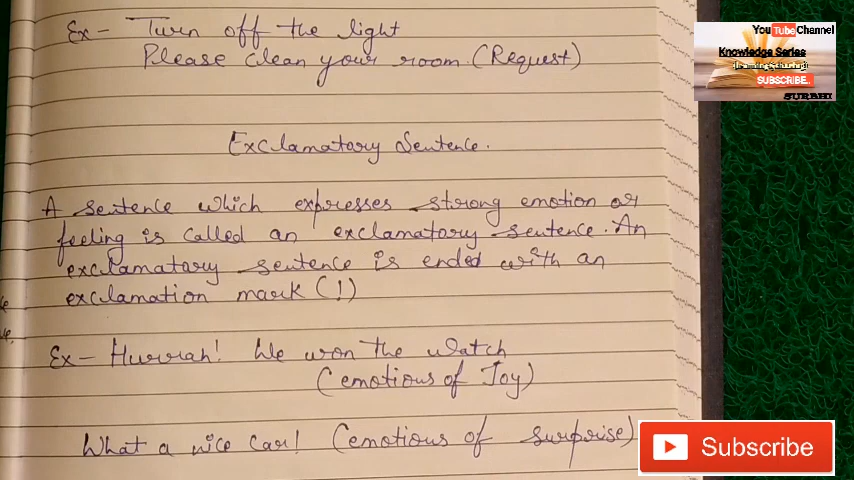 Ex- Turn off the light
Please clean your room. (Request)
Exclamatory Sentence.
A sentence which expresses strong emotion or
feeling is called an exclamatory sentence. An
exclamatory sentence is ended with an
exclamation mark (!)
Ex- Hurrah! We won the watch
(emotions of Joy)
What a nice car! (emotions of surprise)
YouTube Channel
Knowledge Series
SUBSCRIBE..
SURBHI
Subscribe